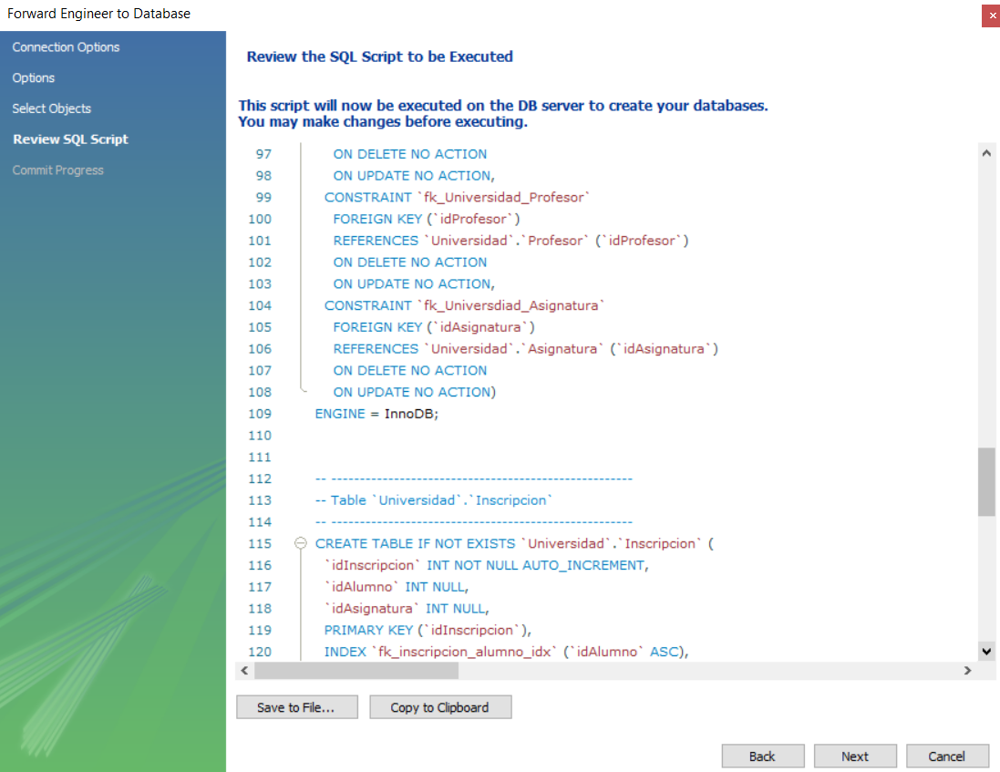 Forward Engineer to Database
Connection Options
Options
Select Objects
Review SQL Script
Commit Progress
Review the SQL Script to be Executed
This script will now be executed on the DB server to create your databases.
You may make changes before executing.
97 ON DELETE NO ACTION
98 ON UPDATE NO ACTION,
99 CONSTRAINT `fk_Universidad_Profesor`
100 FOREIGN KEY (`idProfesor`)
101 REFERENCES `Universidad`.`Profesor` (`idProfesor`)
102 ON DELETE NO ACTION
103 ON UPDATE NO ACTION,
104 CONSTRAINT `fk_Universdiad_Asignatura`
105 FOREIGN KEY (`idAsignatura`)
106 REFERENCES `Universidad`.`Asignatura` (`idAsignatura`)
107 ON DELETE NO ACTION
108 ON UPDATE NO ACTION)
109 ENGINE = InnoDB;
110
111
112 -- -----------------------------------------------------
113 -- Table `Universidad`.`Inscripcion`
114 -- -----------------------------------------------------
115 CREATE TABLE IF NOT EXISTS `Universidad`.`Inscripcion` (
116 `idInscripcion` INT NOT NULL AUTO_INCREMENT,
117 `idAlumno` INT NULL,
118 `idAsignatura` INT NULL,
119 PRIMARY KEY (`idInscripcion`),
120 INDEX `fk_inscripcion_alumno_idx` (`idAlumno` ASC),
Save to File...
Copy to Clipboard
Back
Next
Cancel